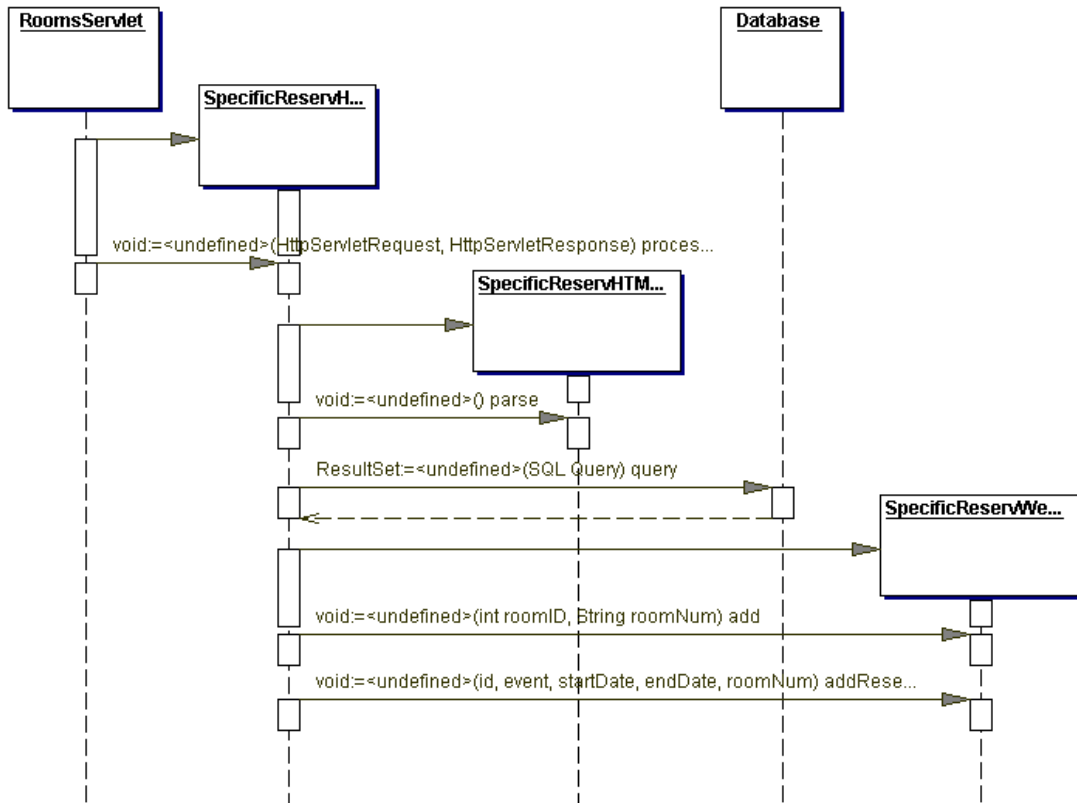 RoomsServlet
Database
SpecificReservH...
void:=<undefined>(HttpServletRequest, HttpServletResponse) proces...
SpecificReservHTM...
void:=<undefined>() parse
ResultSet:=<undefined>(SQL Query) query
SpecificReservWe...
void:=<undefined>(int roomID, String roomNum) add
void:=<undefined>(id, event, startDate, endDate, roomNum) addRese...